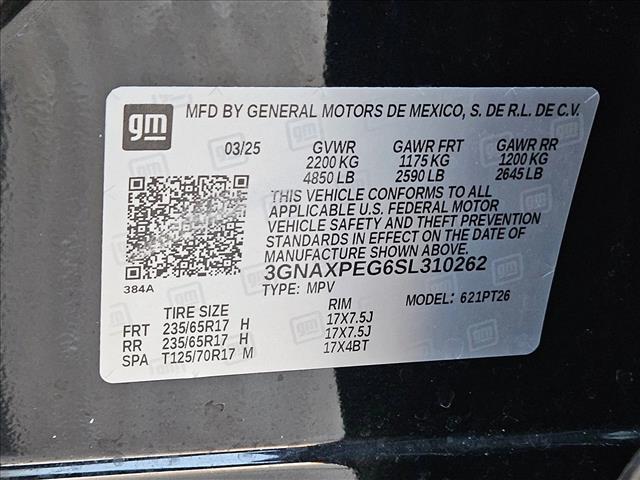 gm MFD BY GENERAL MOTORS DE MEXICO, S. DE R.L. DE C.V.
03/25 GVWR GAWR FRT GAWR RR
2200 KG 1175 KG 1200 KG
4850 LB 2590 LB 2645 LB
THIS VEHICLE CONFORMS TO ALL
APPLICABLE U.S. FEDERAL MOTOR
VEHICLE SAFETY AND THEFT PREVENTION
STANDARDS IN EFFECT ON THE DATE OF
MANUFACTURE SHOWN ABOVE.
3GNAXPEG6SL310262
384A
TYPE: MPV MODEL: 621PT26
TIRE SIZE RIM
FRT 235/65R17 H 17X7.5J
RR 235/65R17 H 17X7.5J
SPA T125/70R17 M 17X4BT